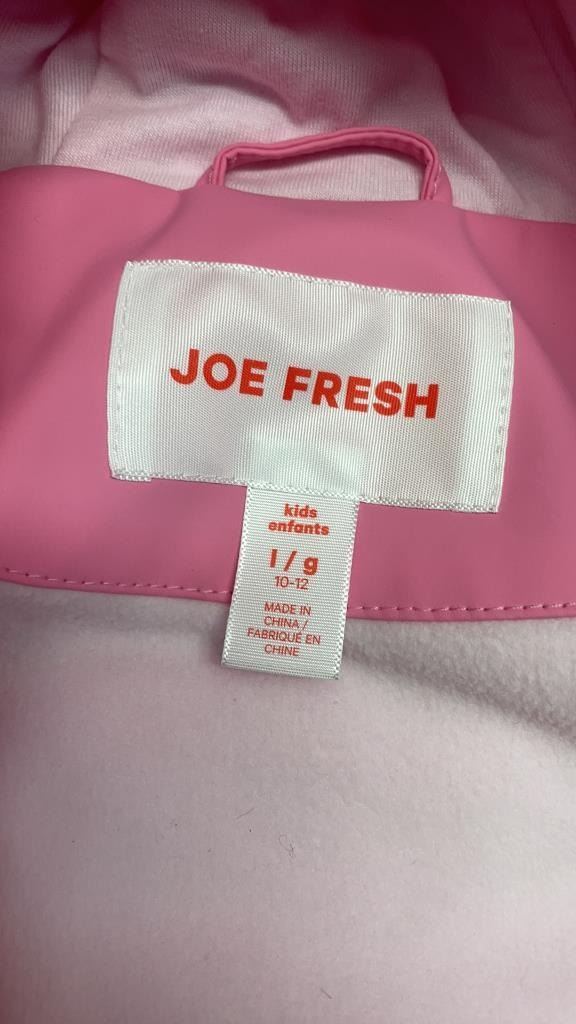 JOE FRESH
kids
enfants
l / g
10-12
MADE IN
CHINA /
FABRIQUÉ EN
CHINE